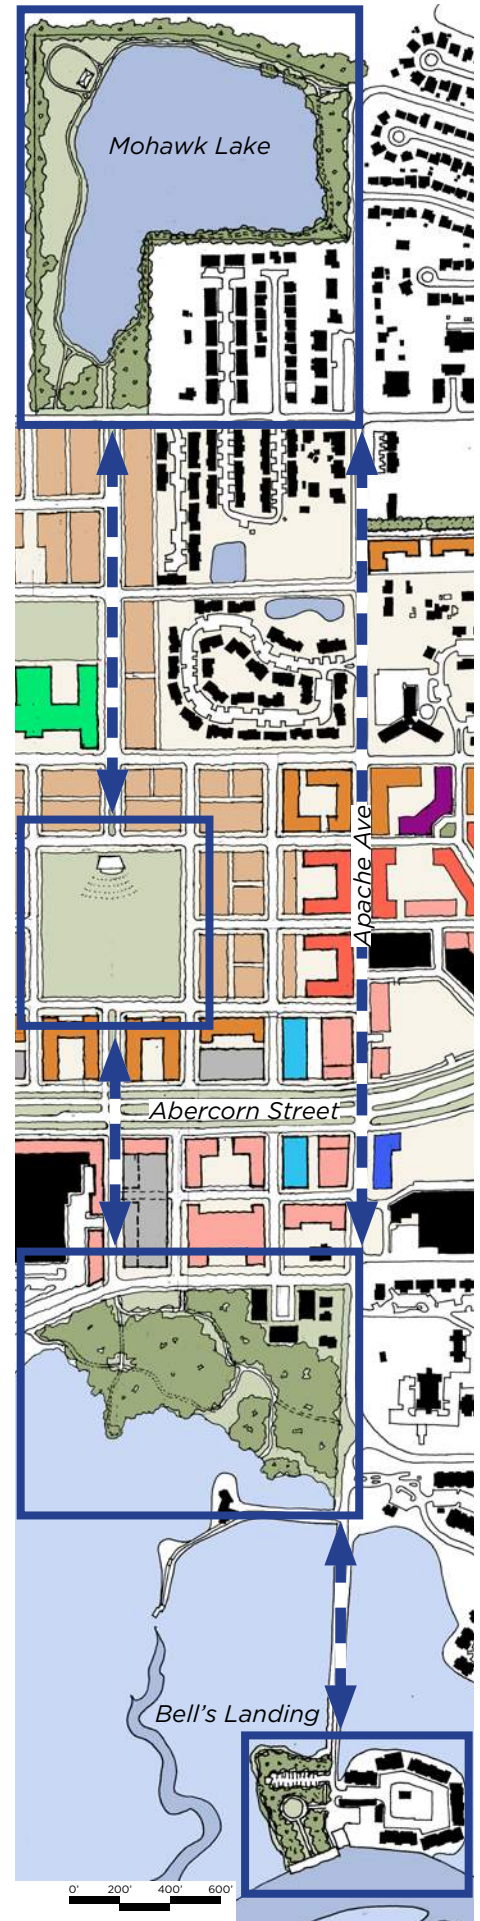 Mohawk Lake
Apache Ave
Abercorn Street
Bell's Landing
0' 200' 400' 600'